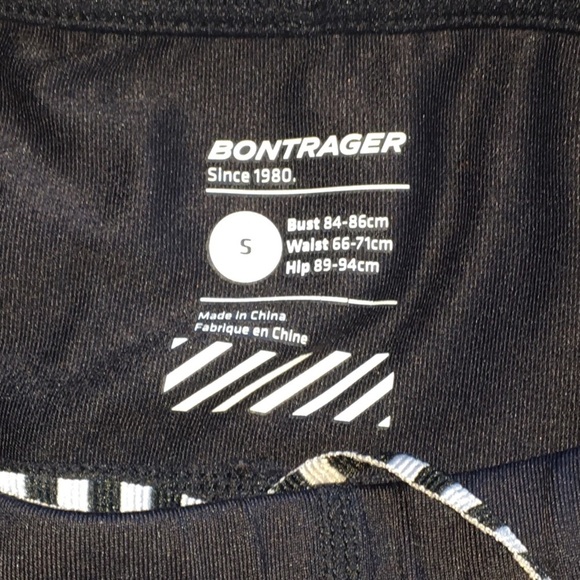 BONTRAGER
Since 1980.
S
Bust 84-86cm
Waist 66-71cm
Hip 89-94cm
Made in China
Fabrique en Chine